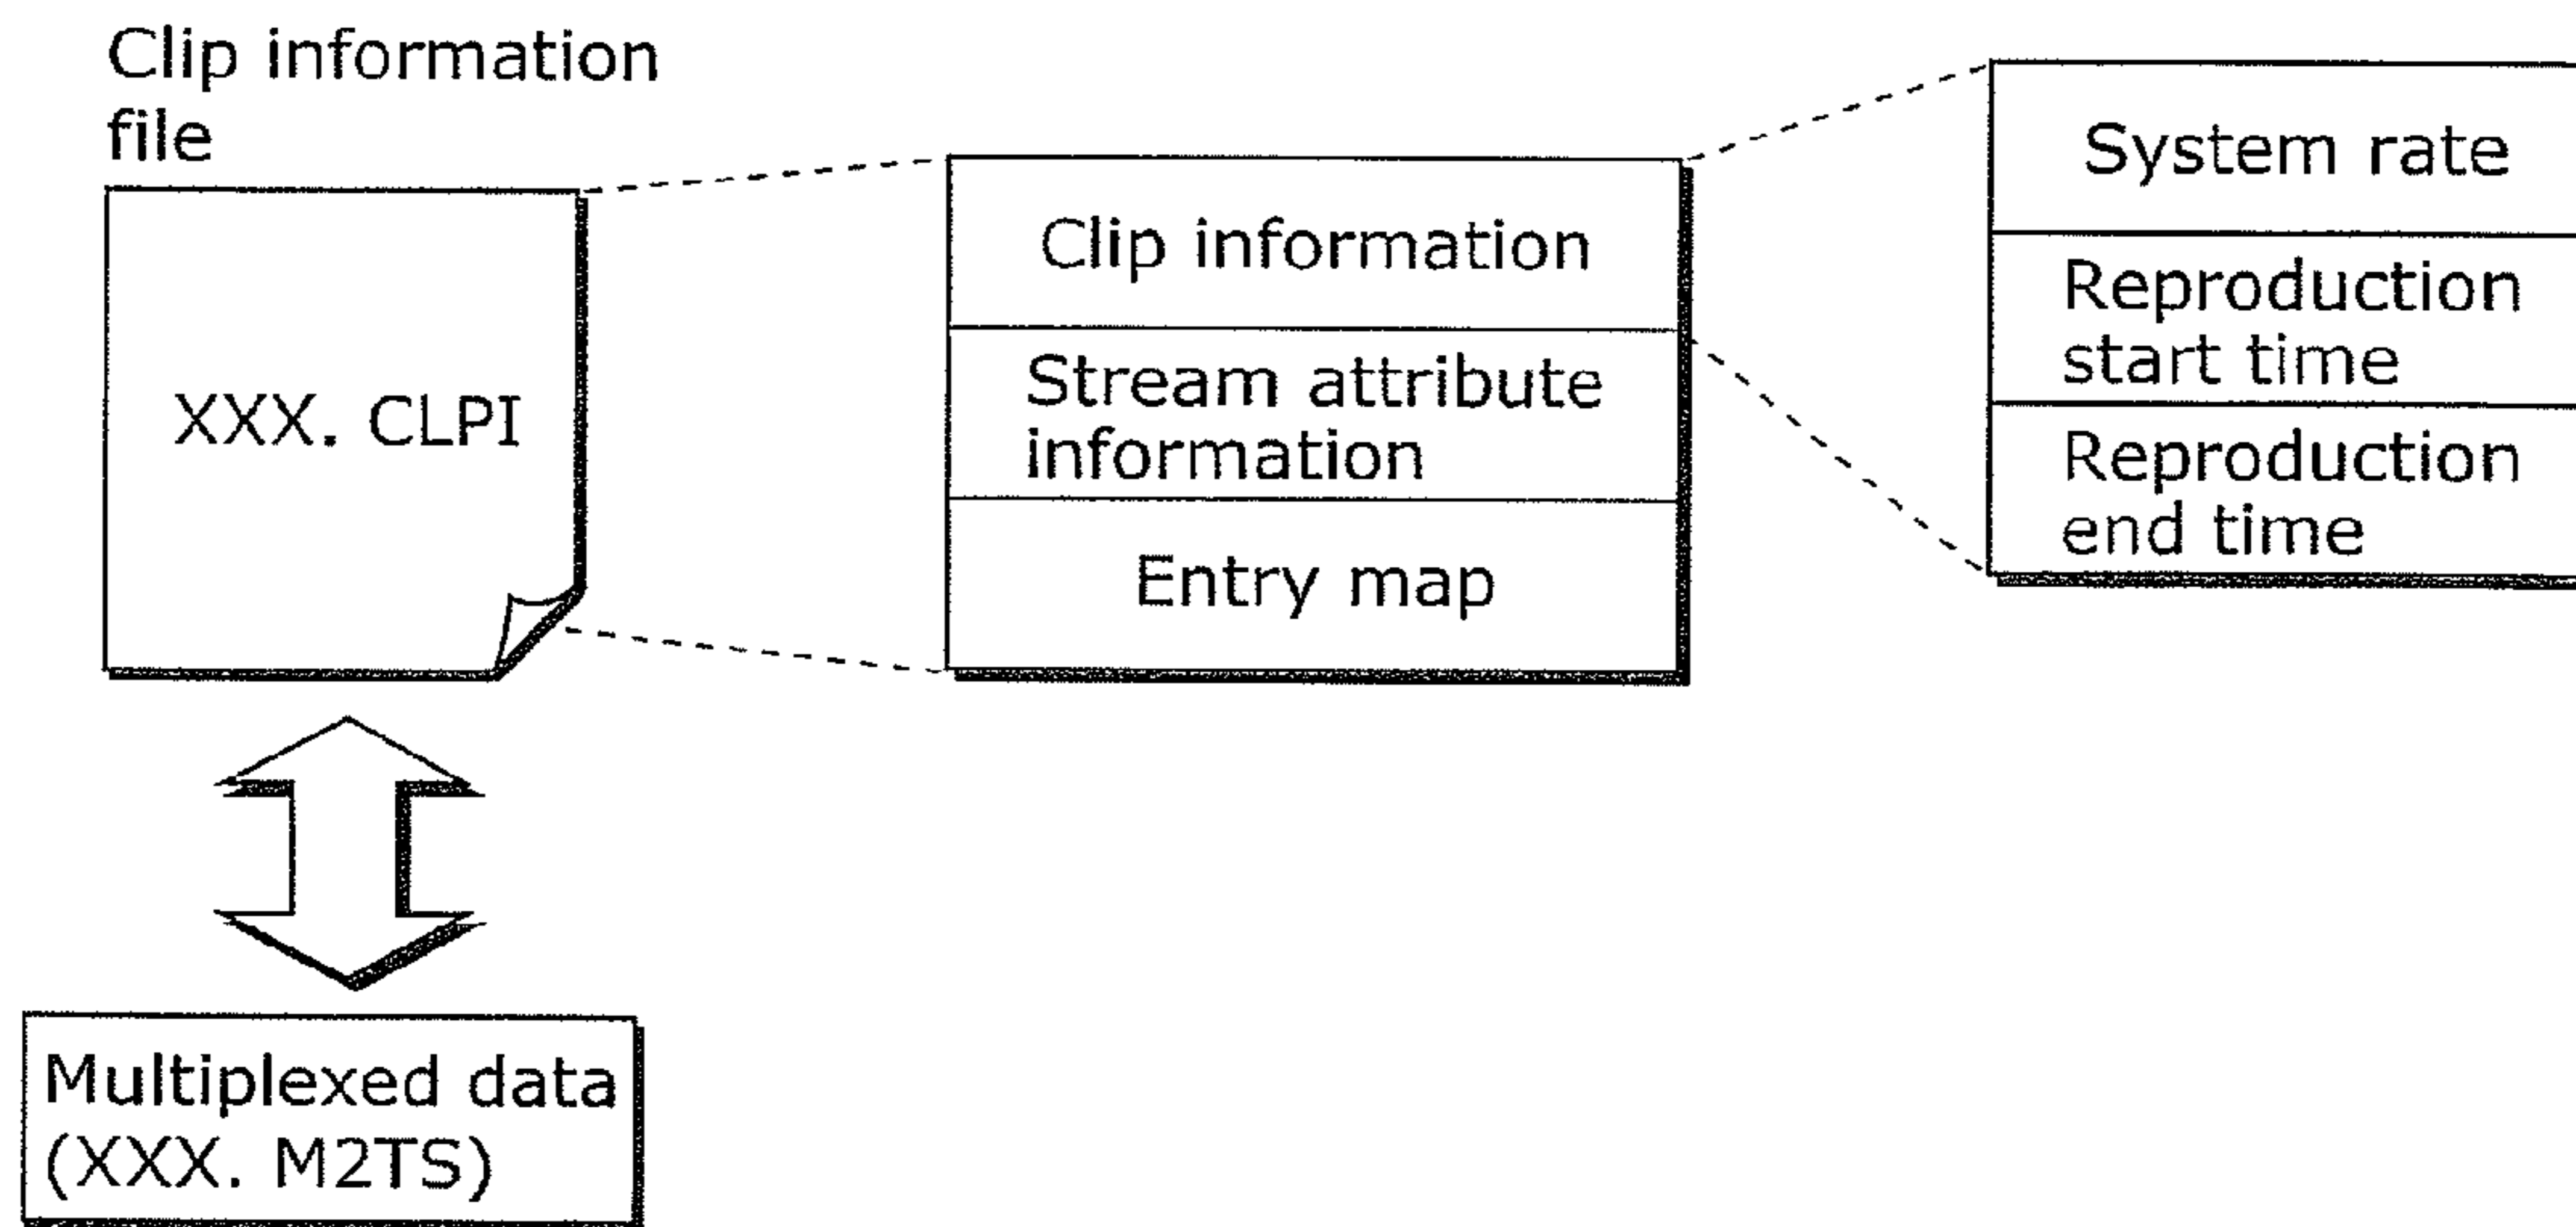 Clip information
file
XXX. CLPI
Multiplexed data
(XXX. M2TS)
Clip information
Stream attribute
information
Entry map
System rate
Reproduction
start time
Reproduction
end time